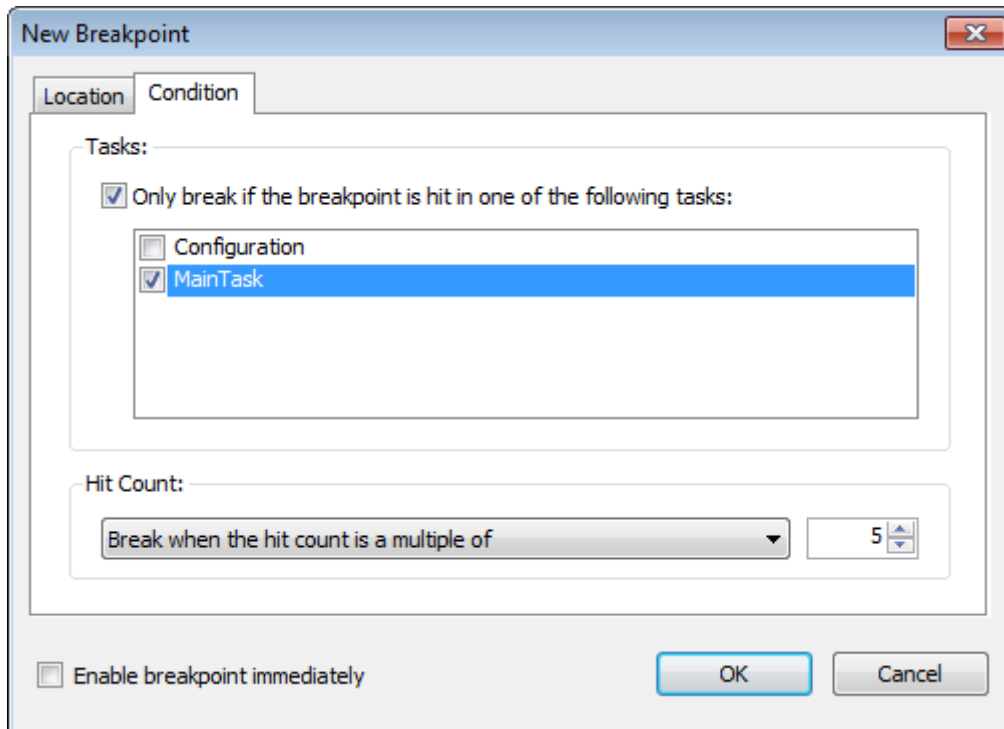 New Breakpoint
Location
Condition
Tasks:
Only break if the breakpoint is hit in one of the following tasks:
Configuration
MainTask
Hit Count:
Break when the hit count is a multiple of
5
Enable breakpoint immediately
OK
Cancel